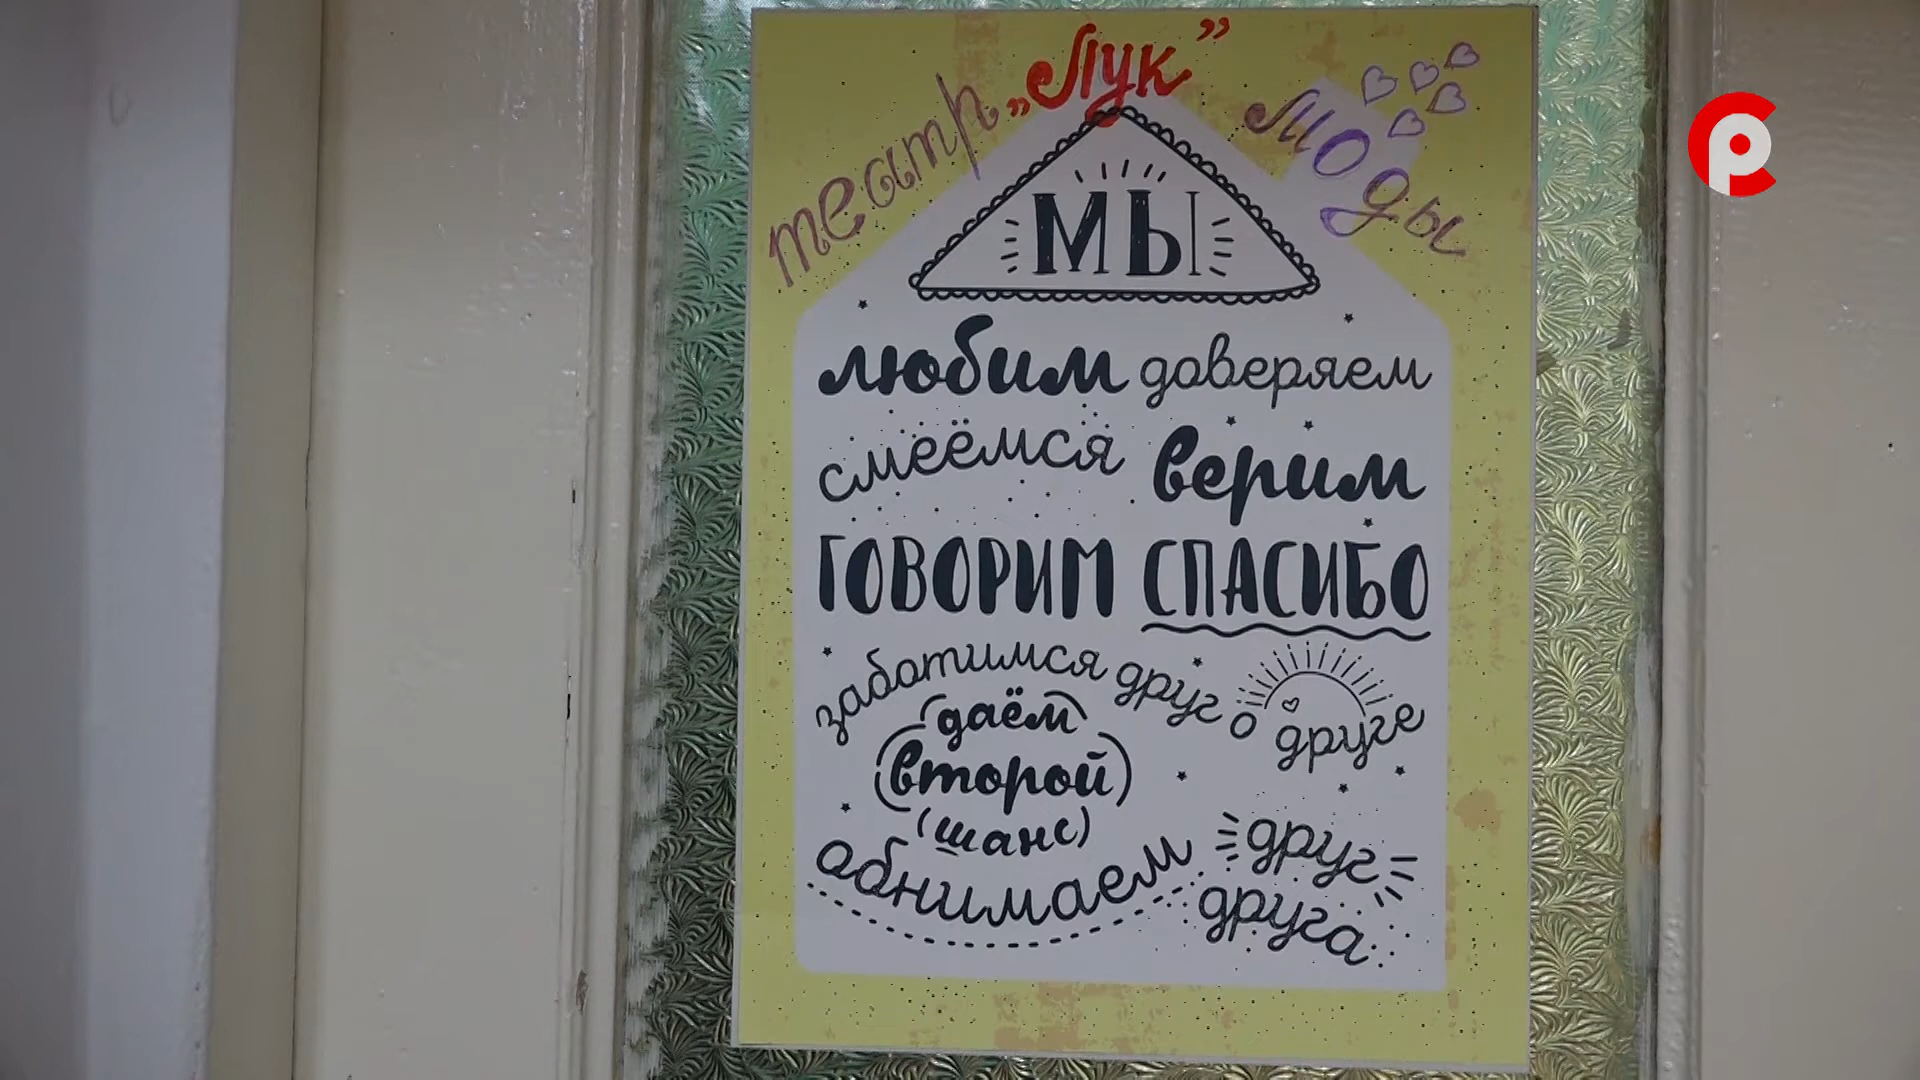 театр „Лук” моды
мы
любим доверяем
смеёмся верим
ГОВОРИМ СПАСИБО
заботимся друг о друге
даём
второй
шанс
обнимаем друг
друга